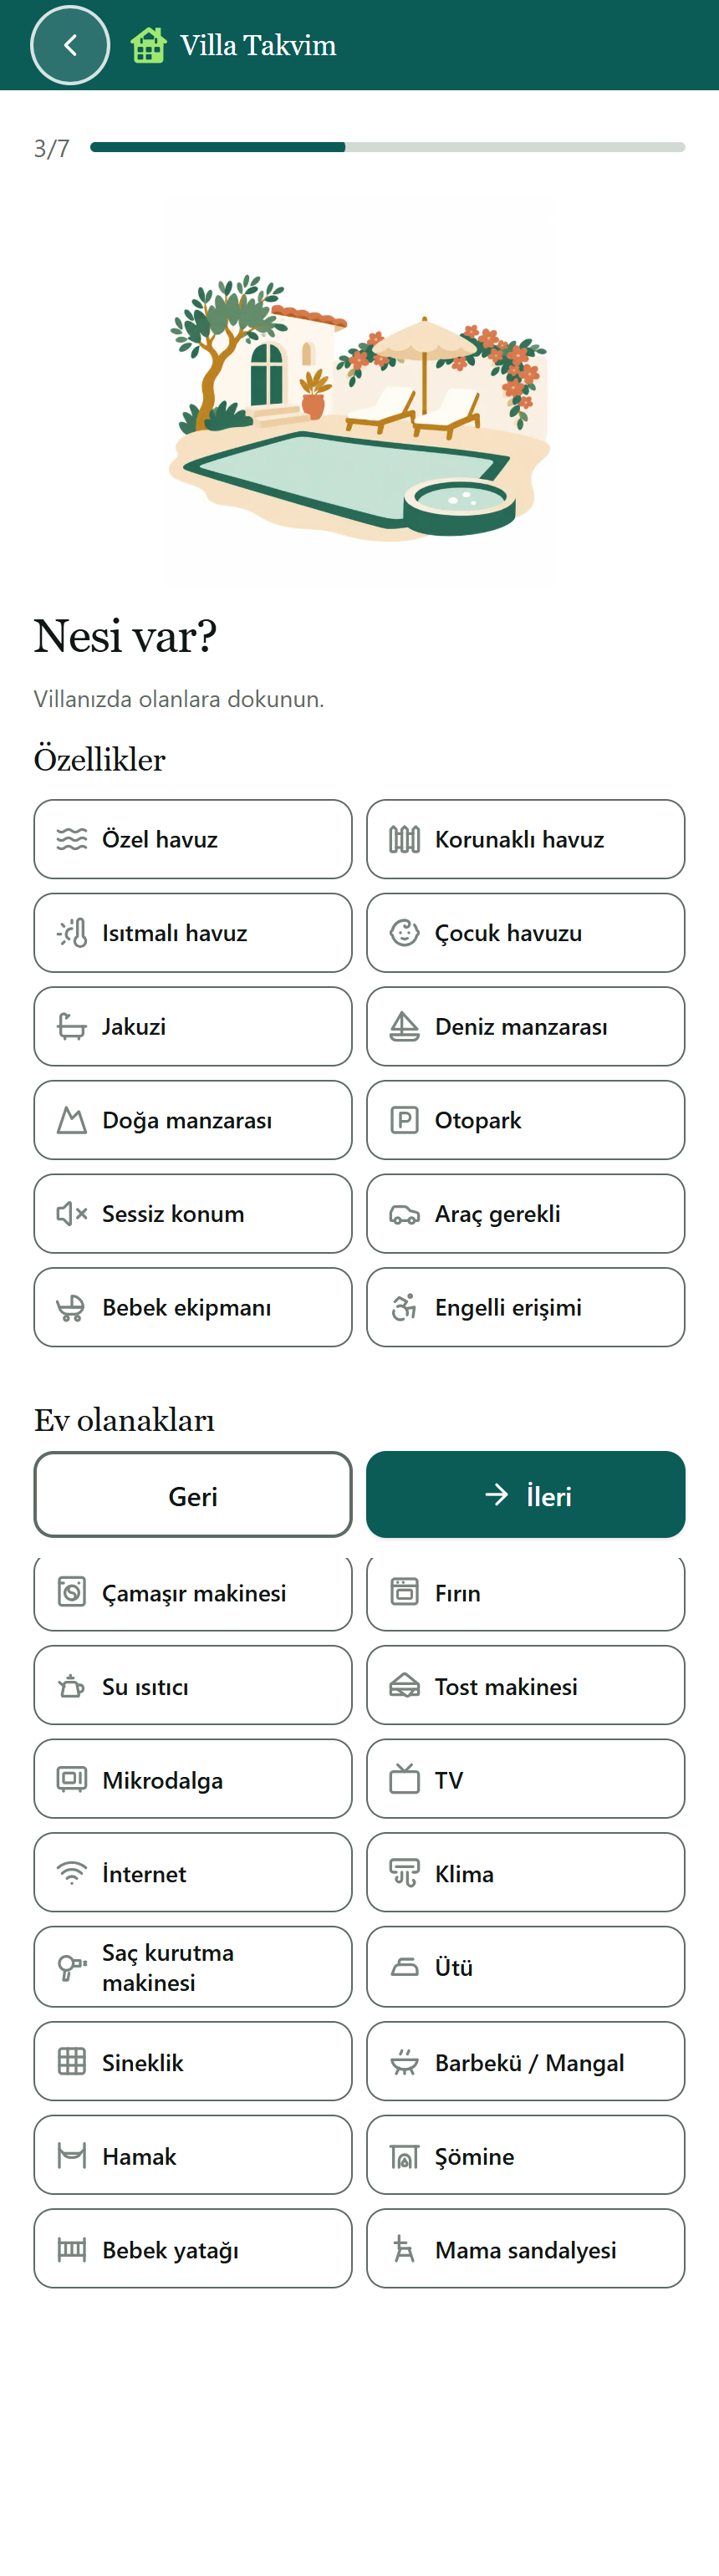 Villa Takvim
3/7
Nesi var?
Villanızda olanlara dokunun.
Özellikler
Özel havuz
Korunaklı havuz
Isıtmalı havuz
Çocuk havuzu
Jakuzi
Deniz manzarası
Doğa manzarası
P
Otopark
Sessiz konum
Araç gerekli
Bebek ekipmanı
Engelli erişimi
Ev olanakları
Geri
İleri
Çamaşır makinesi
Fırın
Su ısıtıcı
Tost makinesi
Mikrodalga
TV
İnternet
Klima
Saç kurutma
makinesi
Ütü
Sineklik
Barbekü / Mangal
Hamak
Şömine
Bebek yatağı
Mama sandalyesi